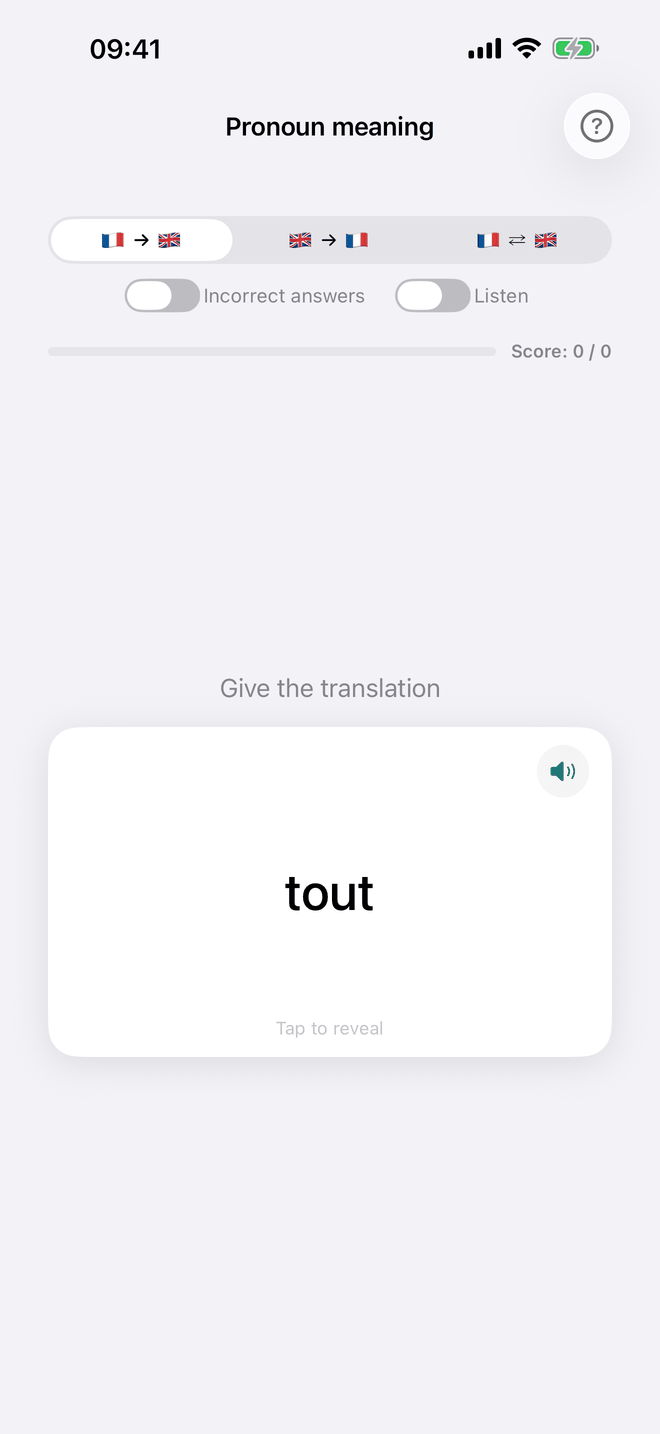 09:41
Pronoun meaning
🇫🇷 → 🇬🇧 🇬🇧 → 🇫🇷 🇫🇷 ⇄ 🇬🇧
Incorrect answers Listen
Score: 0 / 0
Give the translation
tout
Tap to reveal